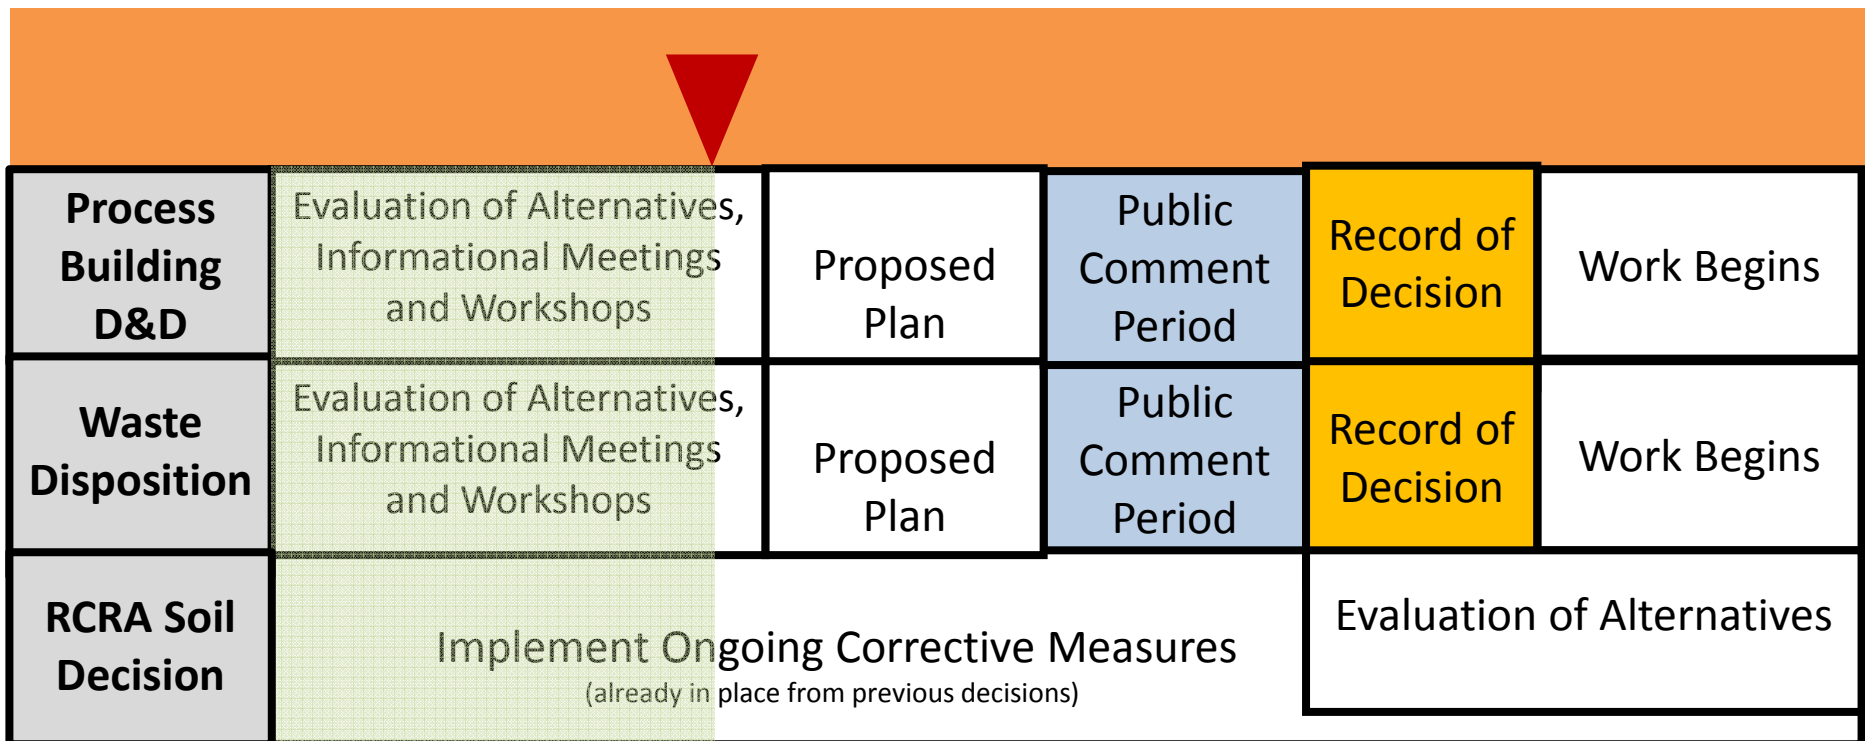 Process
Building
D&D
Evaluation of Alternatives,
Informational Meetings
and Workshops
Proposed
Plan
Public
Comment
Period
Record of
Decision
Work Begins
Waste
Disposition
Evaluation of Alternatives,
Informational Meetings
and Workshops
Proposed
Plan
Public
Comment
Period
Record of
Decision
Work Begins
RCRA Soil
Decision
Implement Ongoing Corrective Measures
(already in place from previous decisions)
Evaluation of Alternatives